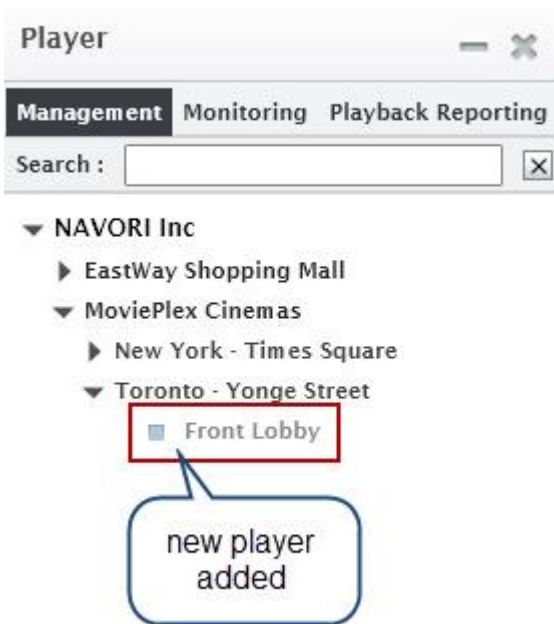 Player
Management Monitoring Playback Reporting
Search :
NAVORI Inc
EastWay Shopping Mall
MoviePlex Cinemas
New York - Times Square
Toronto - Yonge Street
Front Lobby
new player
added